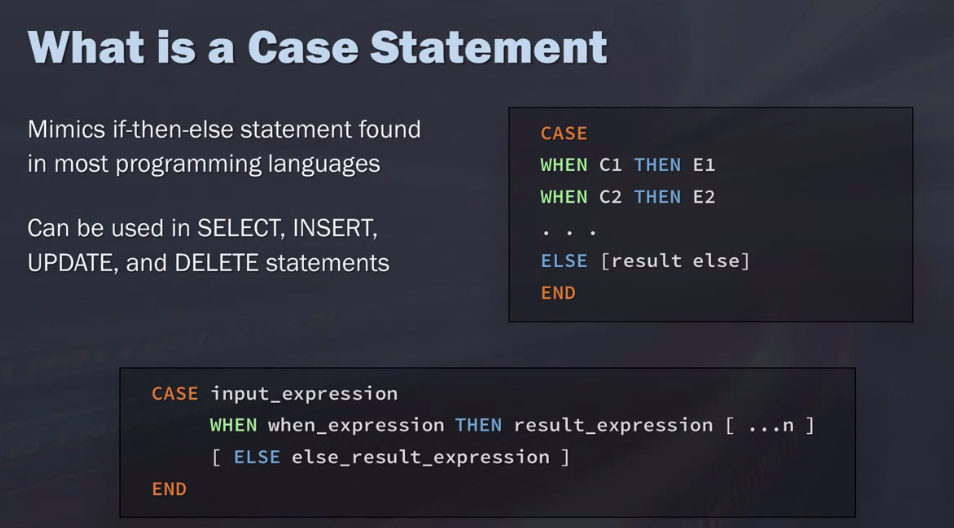 What is a Case Statement
Mimics if-then-else statement found
in most programming languages
Can be used in SELECT, INSERT,
UPDATE, and DELETE statements
CASE
WHEN C1 THEN E1
WHEN C2 THEN E2
. . .
ELSE [result else]
END
CASE input_expression
WHEN when_expression THEN result_expression [ ...n ]
[ ELSE else_result_expression ]
END